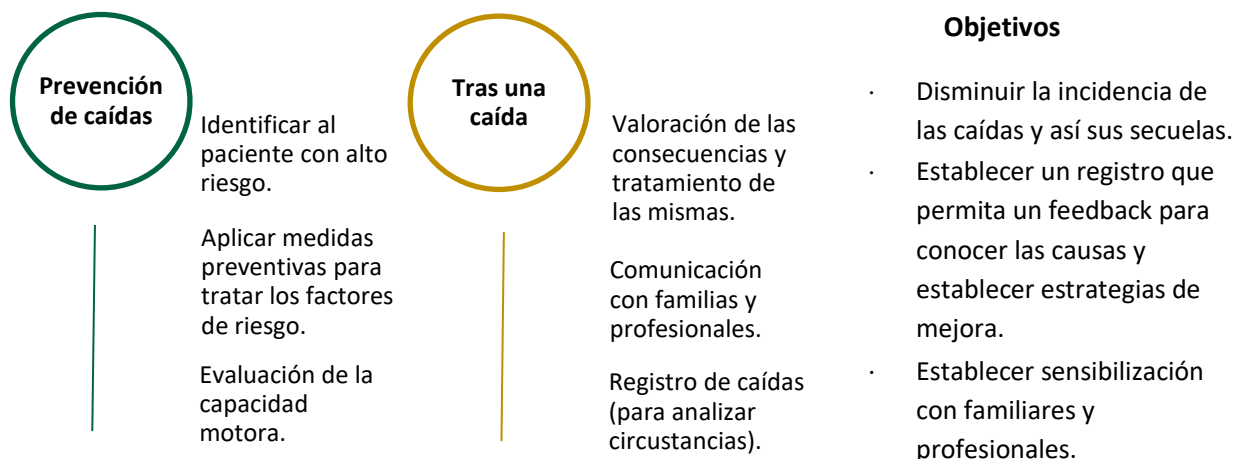 Prevención
de caídas
Identificar al
paciente con alto
riesgo.
Aplicar medidas
preventivas para
tratar los factores
de riesgo.
Evaluación de la
capacidad
motora.
Tras una
caída
Valoración de las
consecuencias y
tratamiento de
las mismas.
Comunicación
con familias y
profesionales.
Registro de caídas
(para analizar
circustancias).
Objetivos
· Disminuir la incidencia de
las caídas y así sus secuelas.
· Establecer un registro que
permita un feedback para
conocer las causas y
establecer estrategias de
mejora.
· Establecer sensibilización
con familiares y
profesionales.